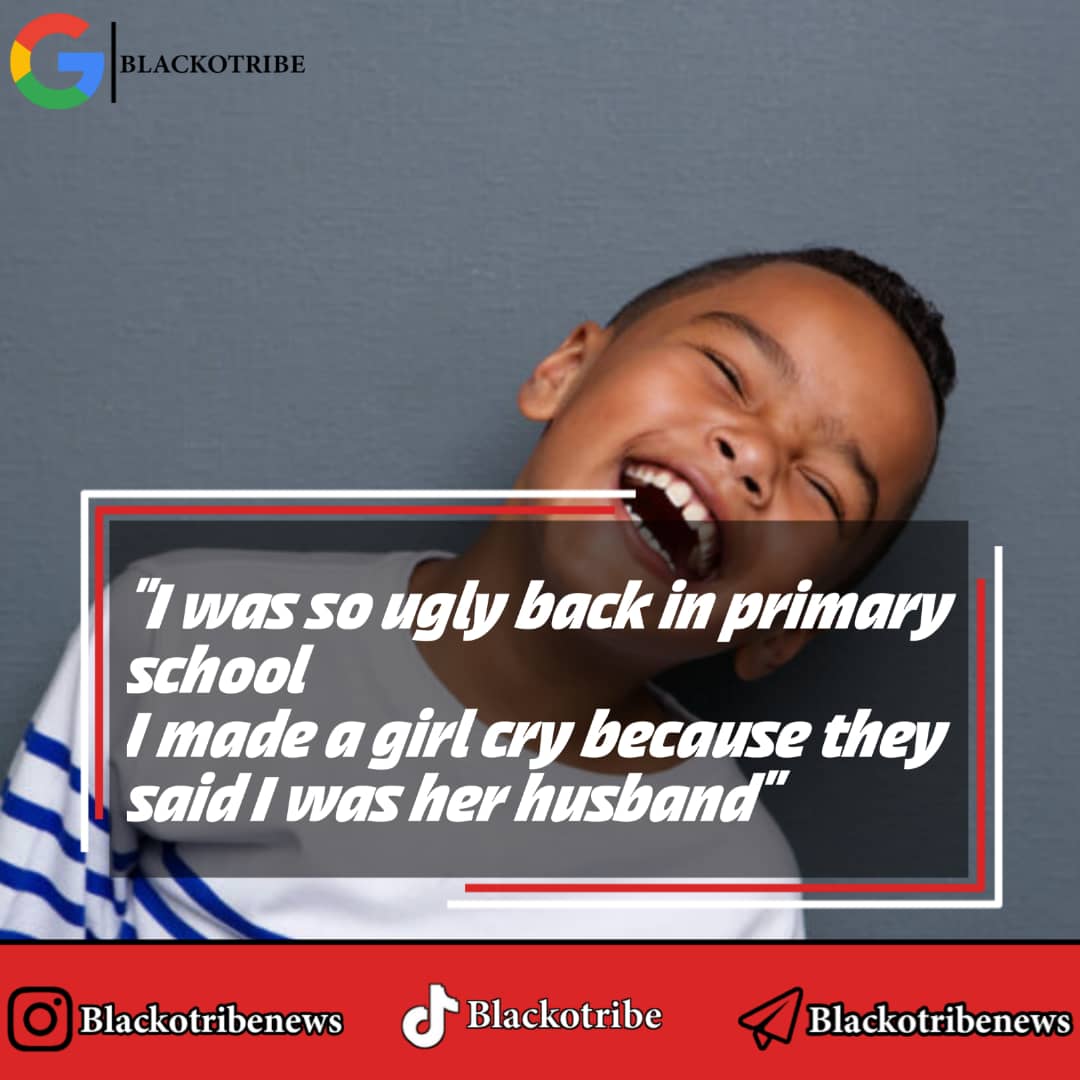 BLACKOTRIBE
"I was so ugly back in primary
school
I made a girl cry because they
said I was her husband"
Blackotribenews
Blackotribe
Blackotribenews